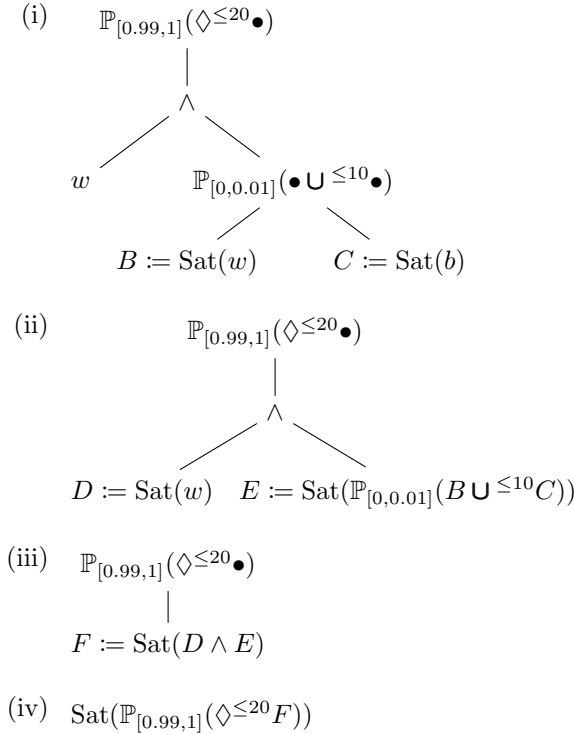 (i) ℙ[0.99,1](◇≤20•)
∧
w ℙ[0,0.01](• ∪ ≤10•)
B := Sat(w) C := Sat(b)
(ii) ℙ[0.99,1](◇≤20•)
∧
D := Sat(w) E := Sat(ℙ[0,0.01](B ∪ ≤10C))
(iii) ℙ[0.99,1](◇≤20•)
F := Sat(D ∧ E)
(iv) Sat(ℙ[0.99,1](◇≤20F))